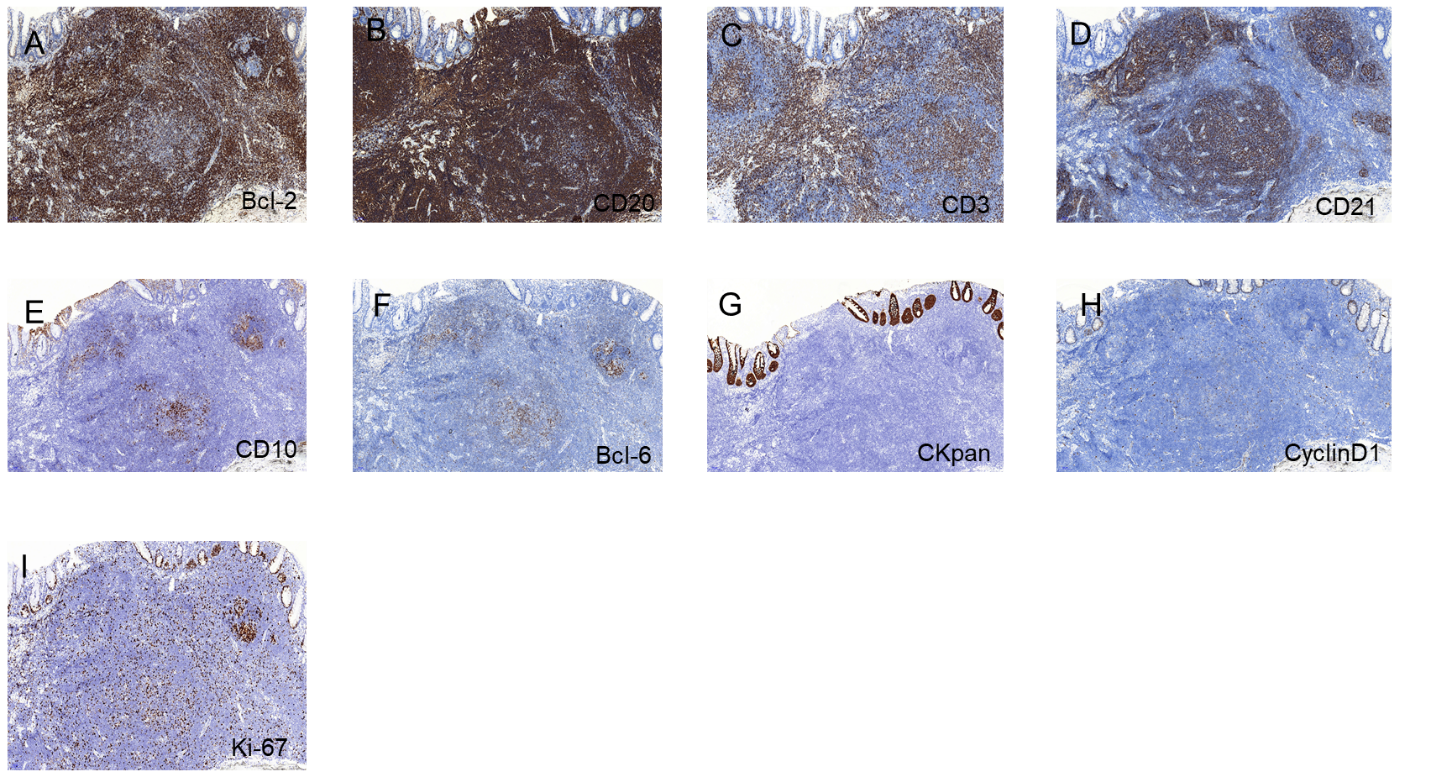 A
Bcl-2
B
CD20
C
CD3
D
CD21
E
CD10
F
Bcl-6
G
CKpan
H
CyclinD1
I
Ki-67